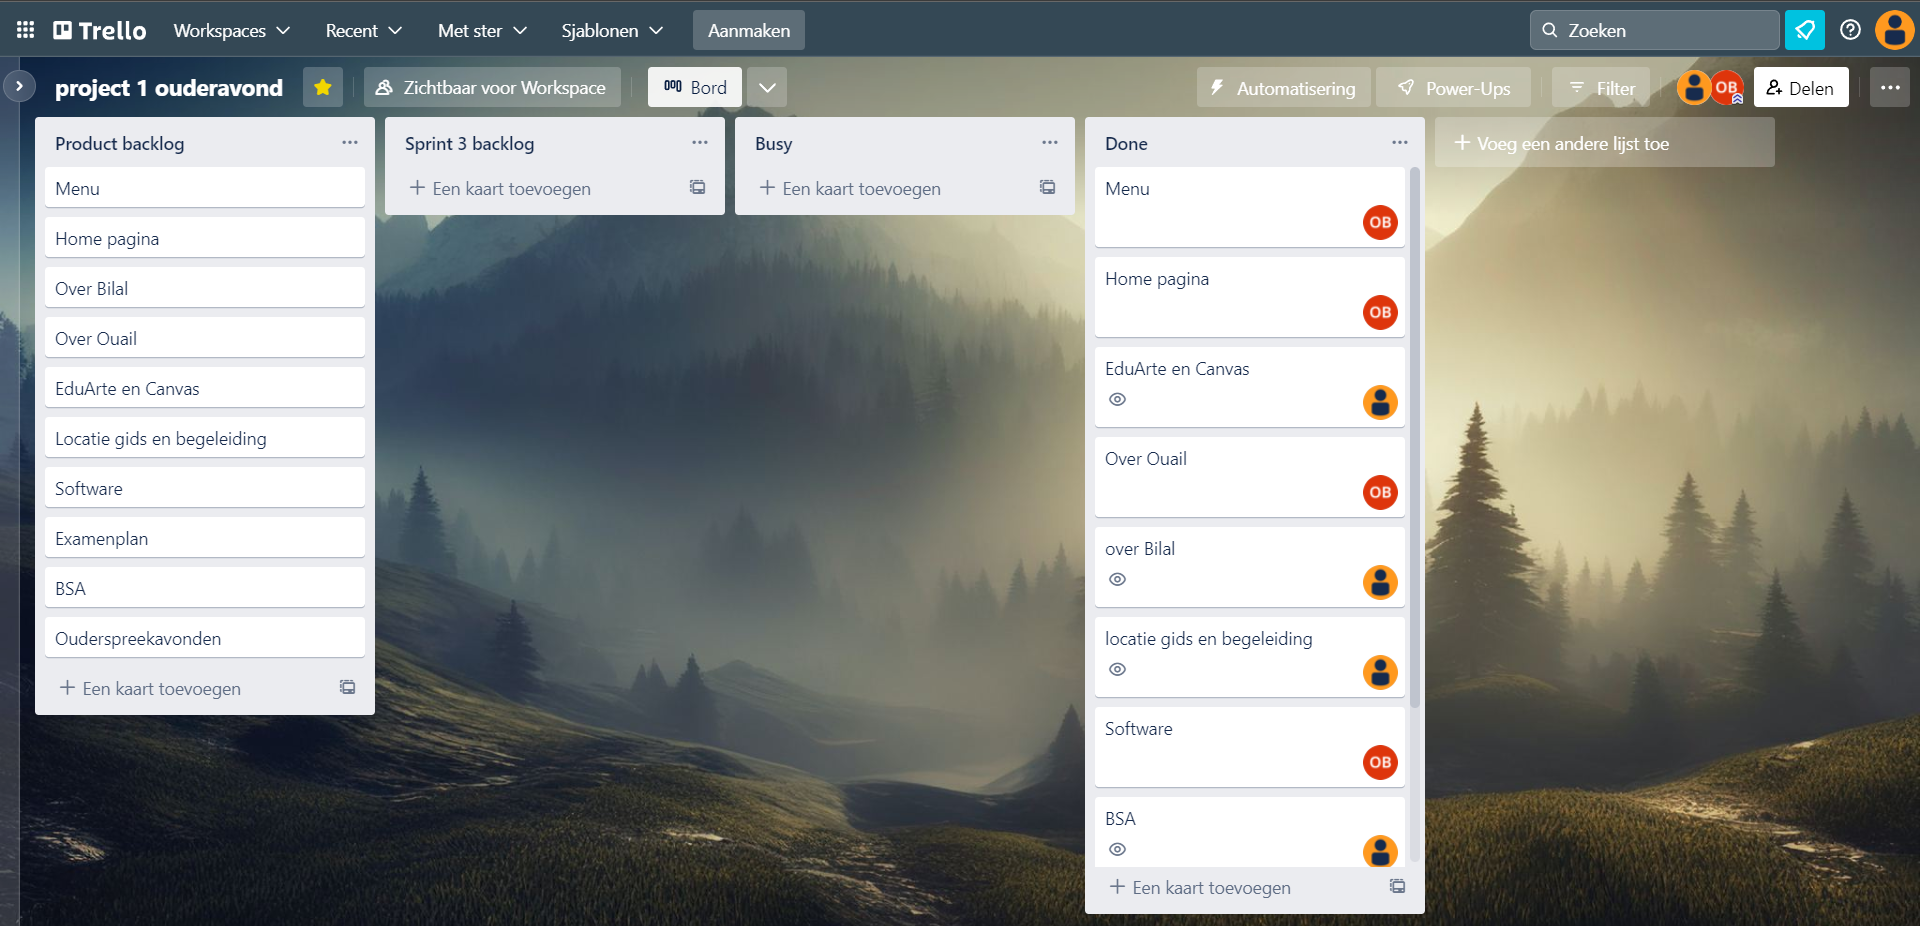 Trello
Workspaces
Recent
Met ster
Sjablonen
Aanmaken
Zoeken
project 1 ouderavond
Zichtbaar voor Workspace
Bord
Automatisering
Power-Ups
Filter
OB
Delen
Product backlog
Menu
Home pagina
Over Bilal
Over Ouail
EduArte en Canvas
Locatie gids en begeleiding
Software
Examenplan
BSA
Ouderspreekavonden
+ Een kaart toevoegen
Sprint 3 backlog
+ Een kaart toevoegen
Busy
+ Een kaart toevoegen
Done
Menu
OB
Home pagina
OB
EduArte en Canvas
Over Ouail
OB
over Bilal
locatie gids en begeleiding
Software
OB
BSA
+ Een kaart toevoegen
+ Voeg een andere lijst toe